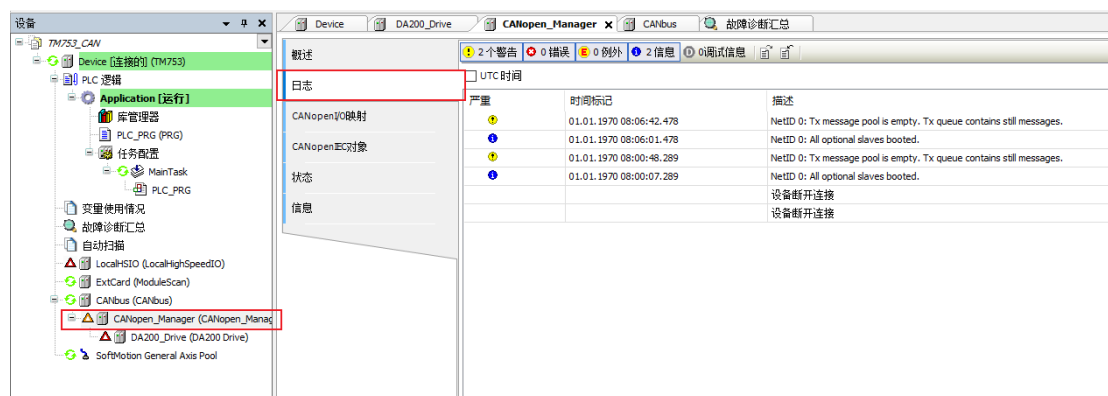 设备
TM753_CAN
Device [连接的] (TM753)
PLC 逻辑
Application [运行]
库管理器
PLC_PRG (PRG)
任务配置
MainTask
PLC_PRG
变量使用情况
故障诊断汇总
自动扫描
LocalHSIO (LocalHighSpeedIO)
ExtCard (ModuleScan)
CANbus (CANbus)
CANopen_Manager (CANopen_Manag
DA200_Drive (DA200 Drive)
SoftMotion General Axis Pool
Device
DA200_Drive
CANopen_Manager
CANbus
故障诊断汇总
概述
日志
CANopenI/O映射
CANopenIEC对象
状态
信息
2个警告 0错误 0例外 2信息 0调试信息
UTC时间
严重 时间标记 描述
01.01.1970 08:06:42.478 NetID 0: Tx message pool is empty. Tx queue contains still messages.
01.01.1970 08:06:01.478 NetID 0: All optional slaves booted.
01.01.1970 08:00:48.289 NetID 0: Tx message pool is empty. Tx queue contains still messages.
01.01.1970 08:00:07.289 NetID 0: All optional slaves booted.
设备断开连接
设备断开连接